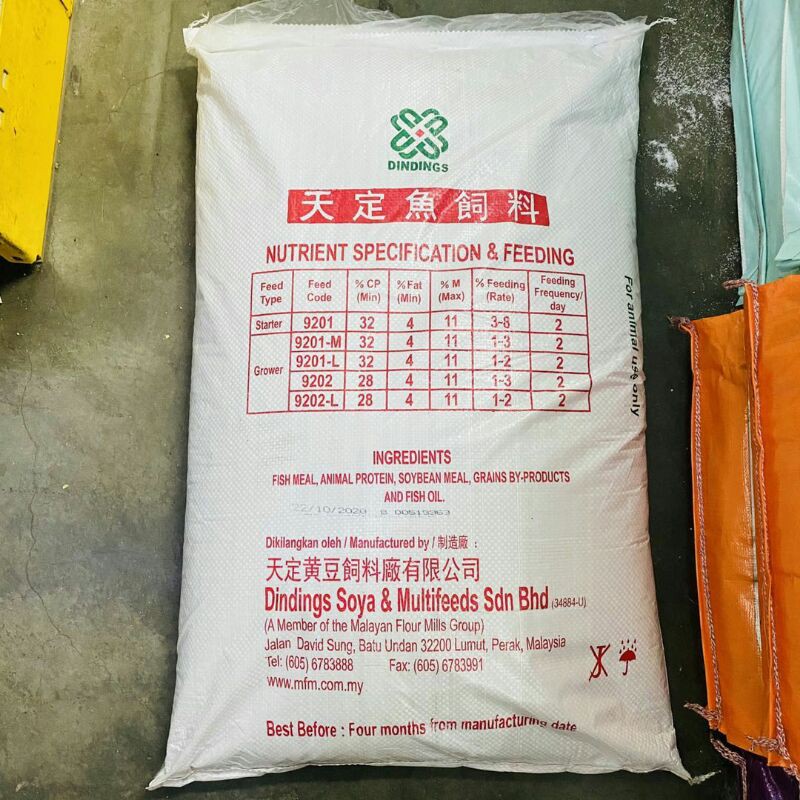 DINDINGS
天定魚飼料
NUTRIENT SPECIFICATION & FEEDING
Feed Type Feed Code % CP (Min) % Fat (Min) % M (Max) % Feeding (Rate) Feeding Frequency/ day
Starter 9201 32 4 11 3-8 2
Grower 9201-M 32 4 11 1-3 2
9201-L 32 4 11 1-2 2
9202 28 4 11 1-3 2
9202-L 28 4 11 1-2 2
For animal use only
INGREDIENTS
FISH MEAL, ANIMAL PROTEIN, SOYBEAN MEAL, GRAINS BY-PRODUCTS
AND FISH OIL.
22/10/2020
Dikilangkan oleh / Manufactured by / 制造廠 :
天定黄豆飼料廠有限公司
Dindings Soya & Multifeeds Sdn Bhd (34884-U)
(A Member of the Malayan Flour Mills Group)
Jalan David Sung, Batu Undan 32200 Lumut, Perak, Malaysia
Tel: (605) 6783888 Fax: (605) 6783991
www.mfm.com.my
Best Before : Four months from manufacturing date